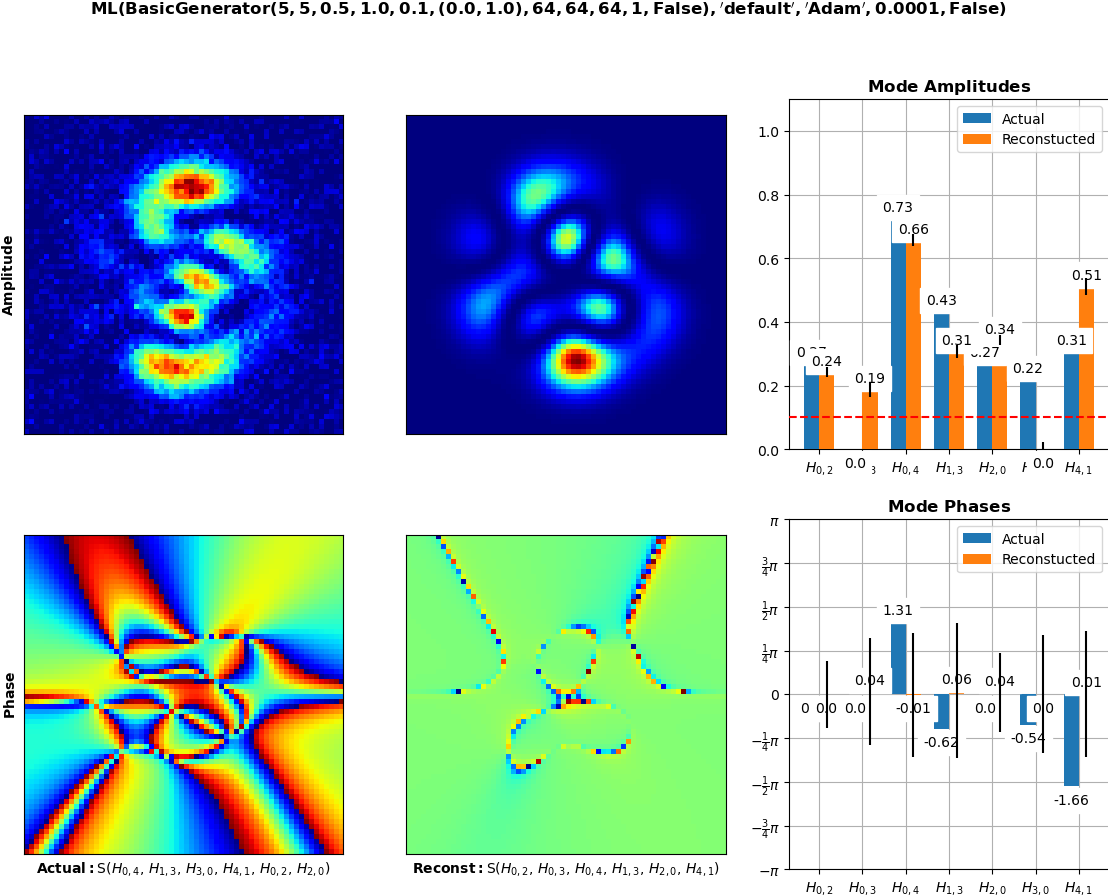 ML(BasicGenerator(5, 5, 0.5, 1.0, 0.1, (0.0, 1.0), 64, 64, 64, 1, False), 'default', 'Adam', 0.0001, False)
Mode Amplitudes
Actual
Reconstucted
Amplitude
1.0
0.8
0.6
0.4
0.2
0.0
0.24
0.0
0.19
0.73
0.66
0.43
0.31
0.34
0.22
0.0
0.31
0.51
H0,2
H0,4
H1,3
H2,0
H4,1
Mode Phases
Actual
Reconstucted
Phase
π
3/4π
1/2π
1/4π
0
−1/4π
−1/2π
−3/4π
−π
0.0
0.0
0.04
1.31
-0.01
-0.62
0.06
0.0
0.04
-0.54
0.0
-1.66
0.01
H0,2
H0,3
H0,4
H1,3
H2,0
H3,0
H4,1
Actual: S(H0,4, H1,3, H3,0, H4,1, H0,2, H2,0)
Reconst: S(H0,2, H0,3, H0,4, H1,3, H2,0, H4,1)